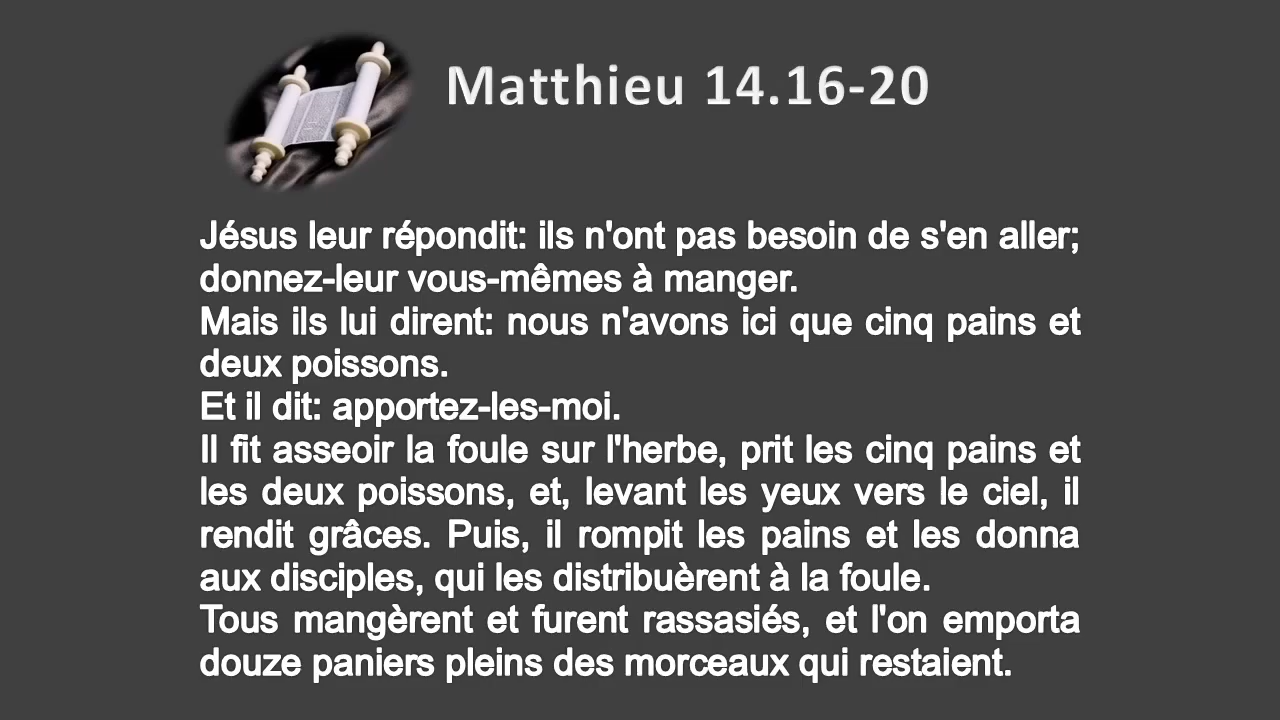 Matthieu 14.16-20
Jésus leur répondit: ils n'ont pas besoin de s'en aller;
donnez-leur vous-mêmes à manger.
Mais ils lui dirent: nous n'avons ici que cinq pains et
deux poissons.
Et il dit: apportez-les-moi.
Il fit asseoir la foule sur l'herbe, prit les cinq pains et
les deux poissons, et, levant les yeux vers le ciel, il
rendit grâces. Puis, il rompit les pains et les donna
aux disciples, qui les distribuèrent à la foule.
Tous mangèrent et furent rassasiés, et l'on emporta
douze paniers pleins des morceaux qui restaient.